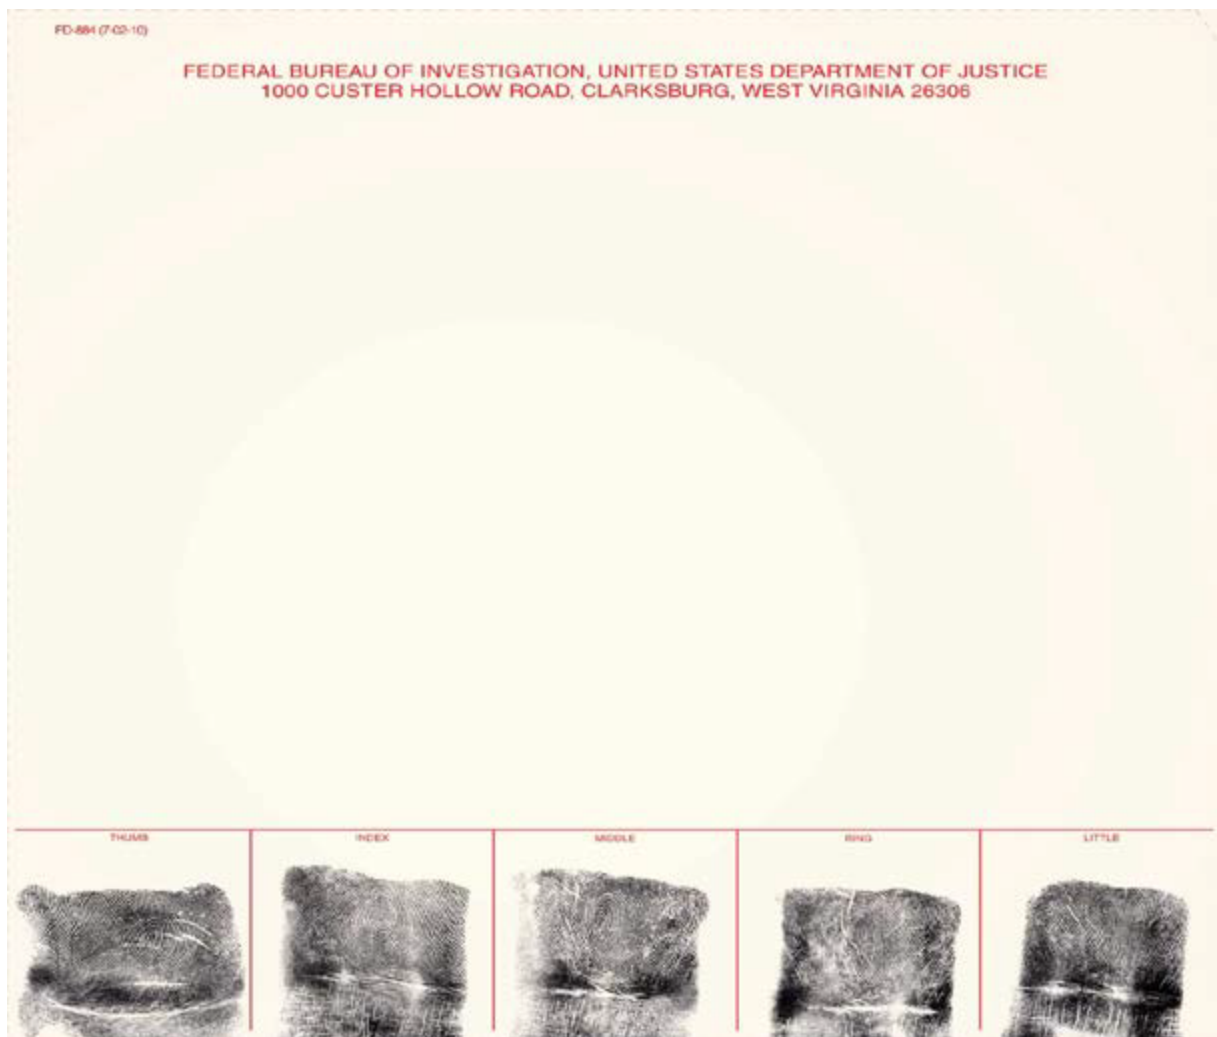 FD-884 (7-02-10)
FEDERAL BUREAU OF INVESTIGATION, UNITED STATES DEPARTMENT OF JUSTICE
1000 CUSTER HOLLOW ROAD, CLARKSBURG, WEST VIRGINIA 26306
THUMB INDEX MIDDLE RING LITTLE